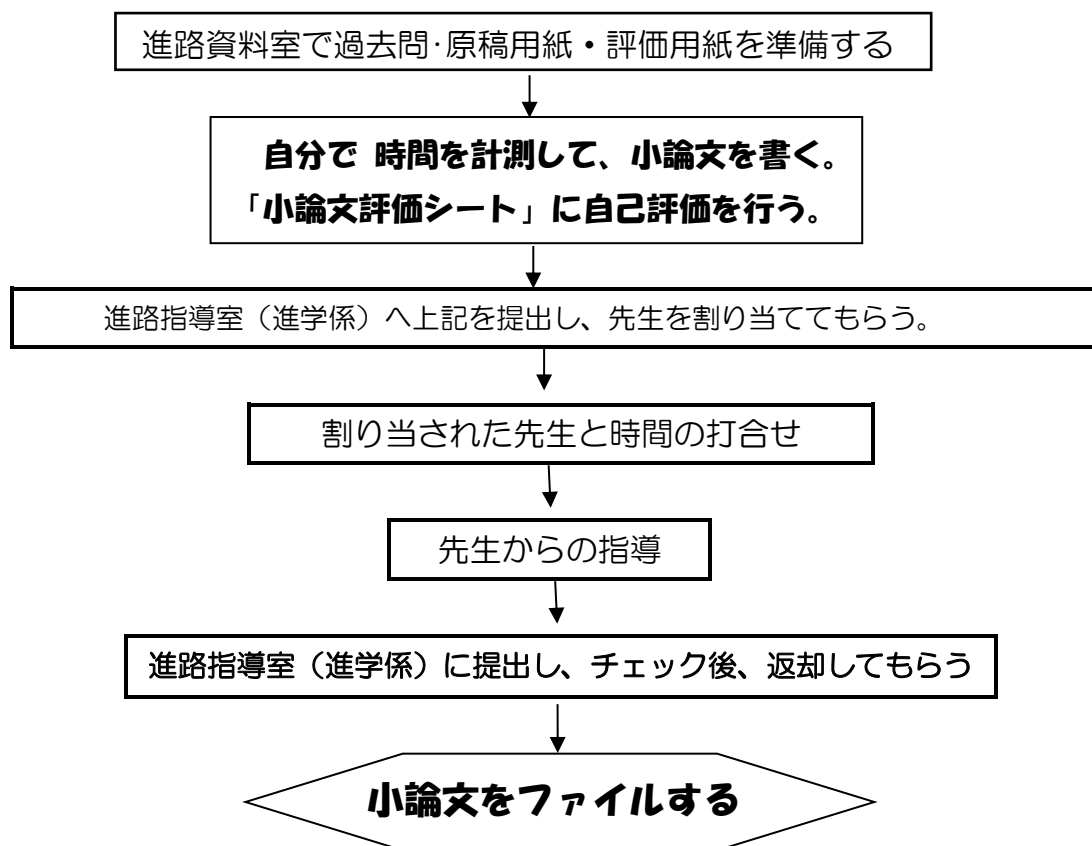 進路資料室で過去問･原稿用紙・評価用紙を準備する
自分で 時間を計測して、小論文を書く。
「小論文評価シート」に自己評価を行う。
進路指導室（進学係）へ上記を提出し、先生を割り当ててもらう。
割り当された先生と時間の打合せ
先生からの指導
進路指導室（進学係）に提出し、チェック後、返却してもらう
小論文をファイルする